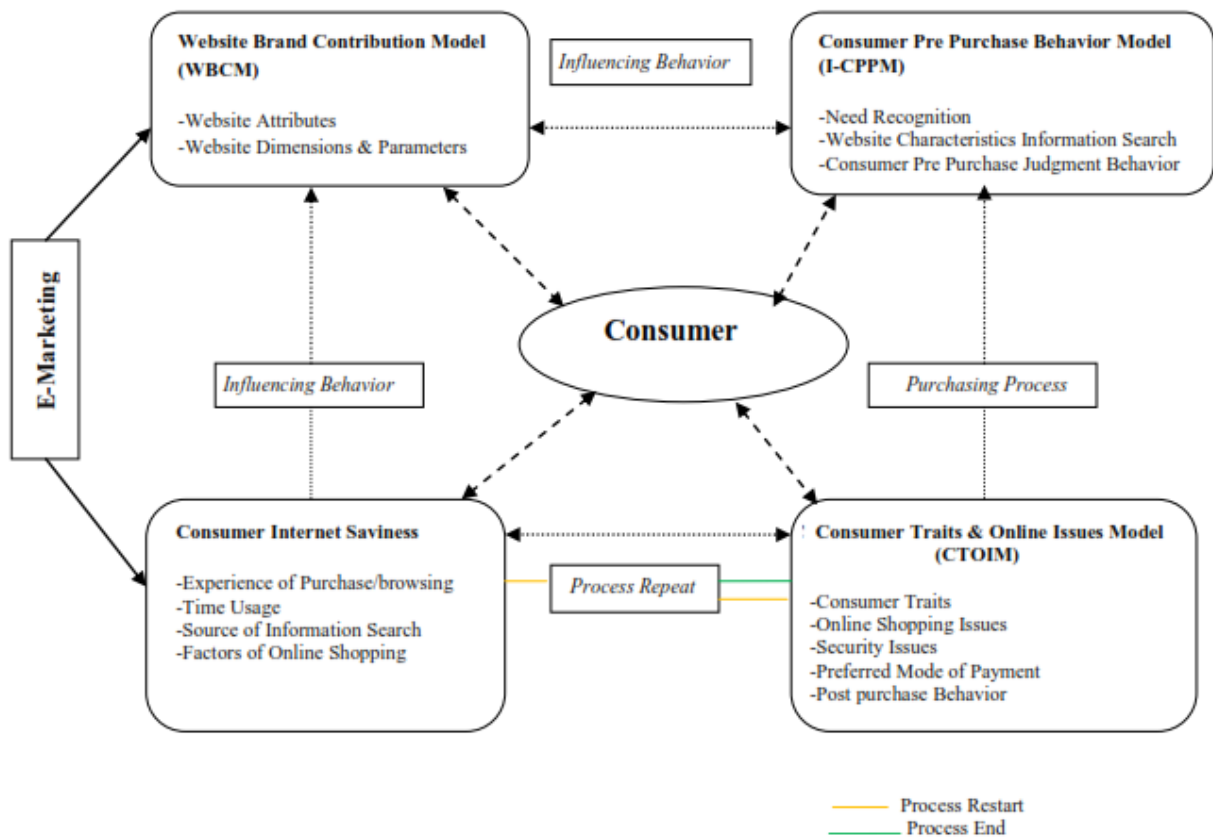 Website Brand Contribution Model
(WBCM)
-Website Attributes
-Website Dimensions & Parameters
Influencing Behavior
Consumer Pre Purchase Behavior Model
(I-CPPM)
-Need Recognition
-Website Characteristics Information Search
-Consumer Pre Purchase Judgment Behavior
E-Marketing
Consumer
Influencing Behavior
Purchasing Process
Consumer Internet Saviness
-Experience of Purchase/browsing
-Time Usage
-Source of Information Search
-Factors of Online Shopping
Process Repeat
Consumer Traits & Online Issues Model
(CTOIM)
-Consumer Traits
-Online Shopping Issues
-Security Issues
-Preferred Mode of Payment
-Post purchase Behavior
Process Restart
Process End